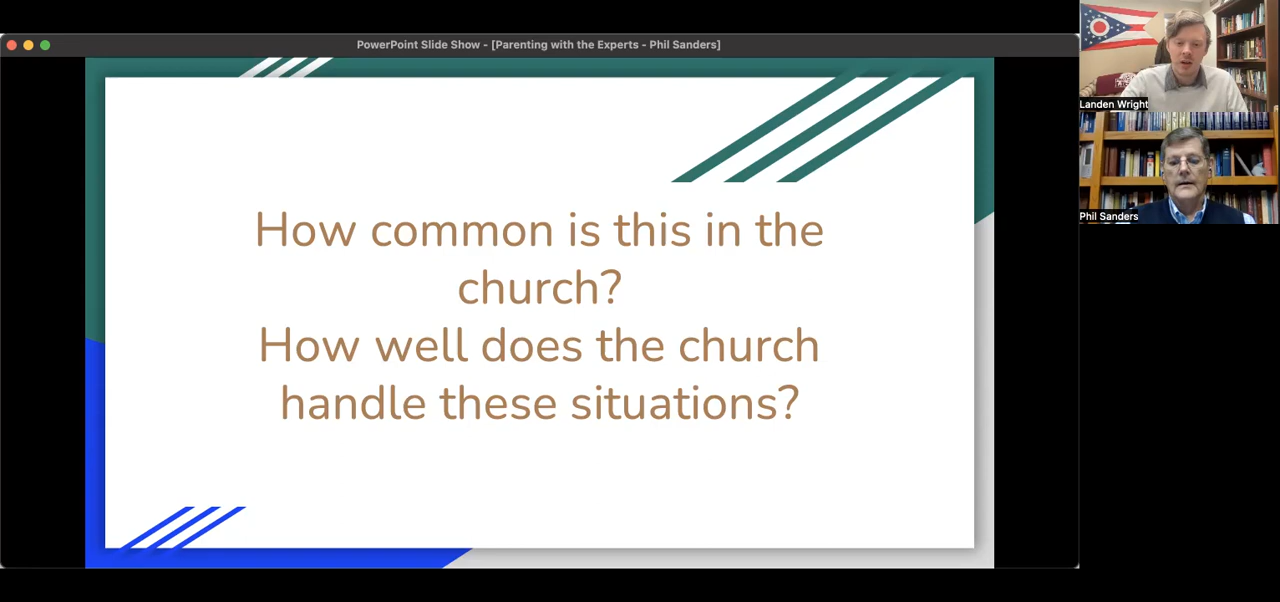 PowerPoint Slide Show - [Parenting with the Experts - Phil Sanders]
How common is this in the
church?
How well does the church
handle these situations?
Landen Wright
Phil Sanders